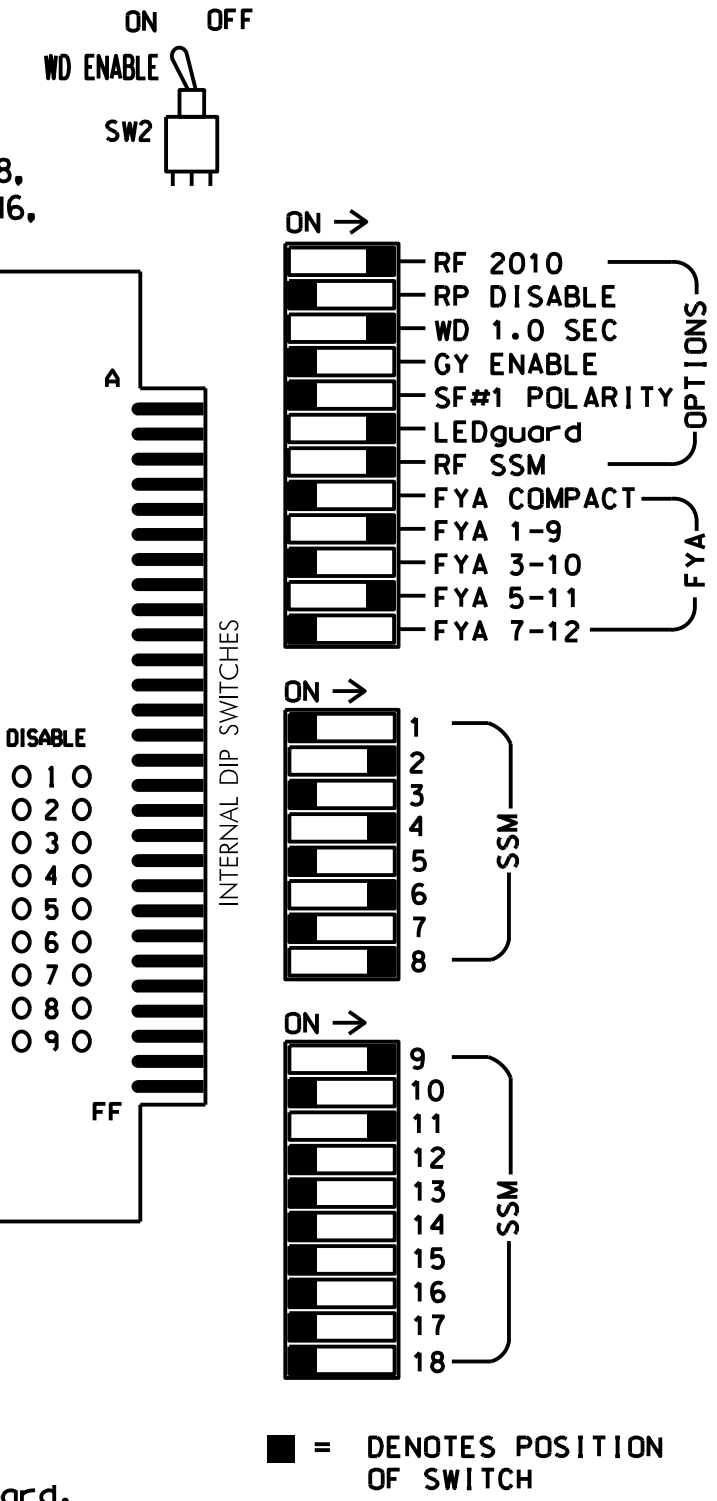 ON OFF
WD ENABLE
SW2
8.
16.
ON →
RF 2010
RP DISABLE
WD 1.0 SEC
GY ENABLE
SF#1 POLARITY
LEDguard
RF SSM
OPTIONS
FYA COMPACT
FYA 1-9
FYA 3-10
FYA 5-11
FYA 7-12
FYA
A
FF
INTERNAL DIP SWITCHES
DISABLE
1
2
3
4
5
6
7
8
9
ON →
1
2
3
4
5
6
7
8
SSM
ON →
9
10
11
12
13
14
15
16
17
18
SSM
= DENOTES POSITION
OF SWITCH
ard.